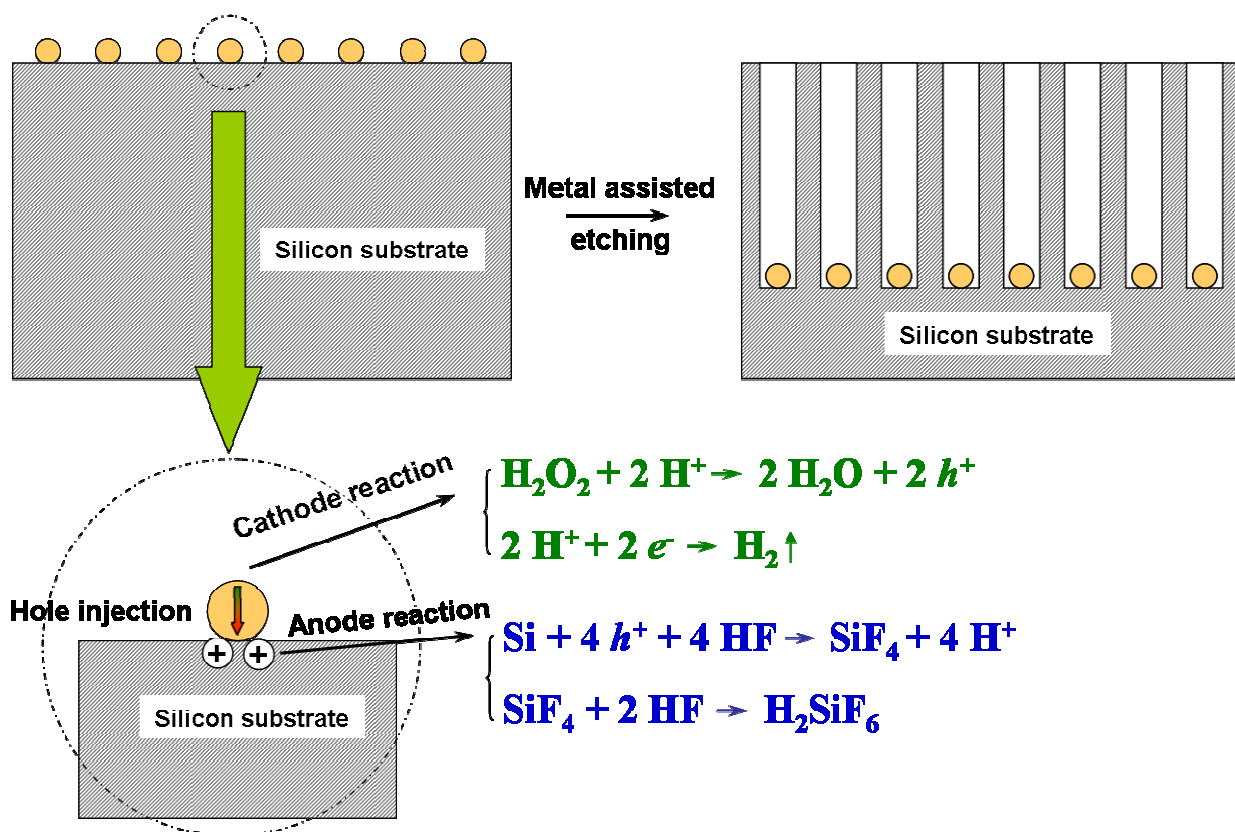 Metal assisted
etching
Silicon substrate
Silicon substrate
Cathode reaction
H₂O₂ + 2 H⁺ → 2 H₂O + 2 h⁺
2 H⁺ + 2 e⁻ → H₂ ↑
Hole injection
Anode reaction
+ +
Si + 4 h⁺ + 4 HF → SiF₄ + 4 H⁺
SiF₄ + 2 HF → H₂SiF₆
Silicon substrate